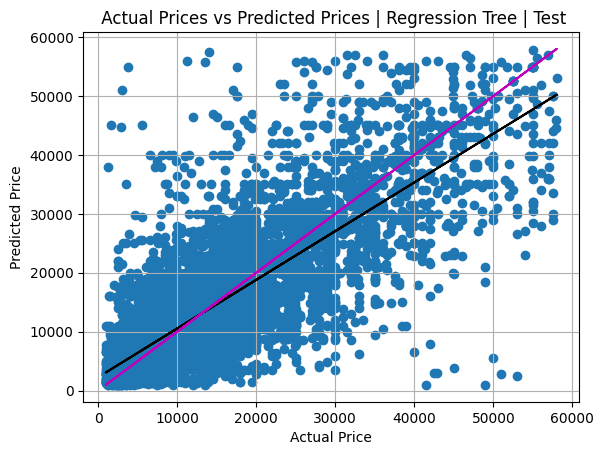 Actual Prices vs Predicted Prices | Regression Tree | Test
60000
50000
40000
30000
20000
10000
0
Predicted Price
0 10000 20000 30000 40000 50000 60000
Actual Price